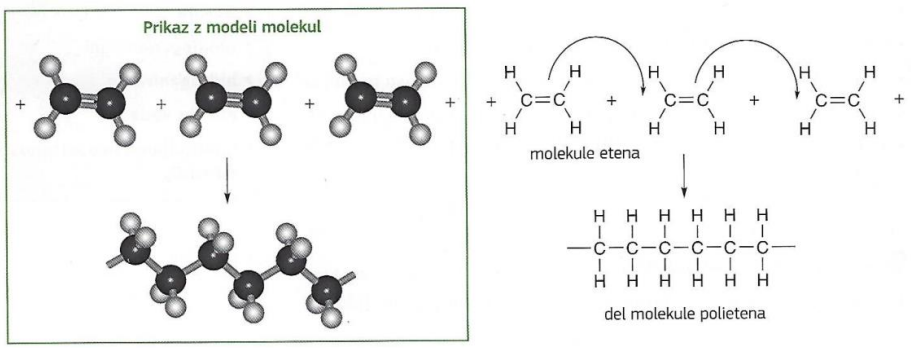 Prikaz z modeli molekul
+ + + +
+ H H C=C H H + H H C=C H H + H H C=C H H +
molekule etena
H H H H H H
—C—C—C—C—C—C—
H H H H H H
del molekule polietena